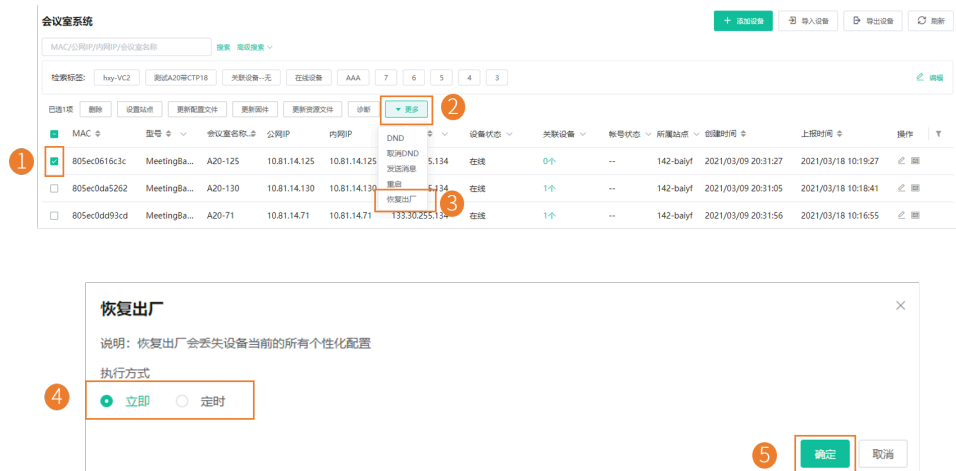 会议室系统
+ 添加设备 导入设备 导出设备 刷新
MAC/公网IP/内网IP/会议室名称 搜索 高级搜索
检索标签: hxy-VC2 测试A20带CTP18 关联设备--无 在线设备 AAA 7 6 5 4 3 编辑
已选1项 删除 设置站点 更新配置文件 更新固件 更新资源文件 诊断 更多 2
MAC 型号 会议室名称... 公网IP 内网IP 设备状态 关联设备 帐号状态 所属站点 创建时间 上报时间 操作
DND
取消DND
发送消息
重启
恢复出厂 3
1 805ec0616c3c MeetingBa... A20-125 10.81.14.125 10.81.14.125 5.134 在线 0个 -- 142-baiyf 2021/03/09 20:31:27 2021/03/18 10:19:27
805ec0da5262 MeetingBa... A20-130 10.81.14.130 10.81.14.130 5.134 在线 1个 -- 142-baiyf 2021/03/09 20:31:05 2021/03/18 10:18:41
805ec0dd93cd MeetingBa... A20-71 10.81.14.71 10.81.14.71 133.30.255.134 在线 1个 -- 142-baiyf 2021/03/09 20:31:56 2021/03/18 10:16:55
恢复出厂
说明：恢复出厂会丢失设备当前的所有个性化配置
执行方式
4 立即 定时
5 确定 取消